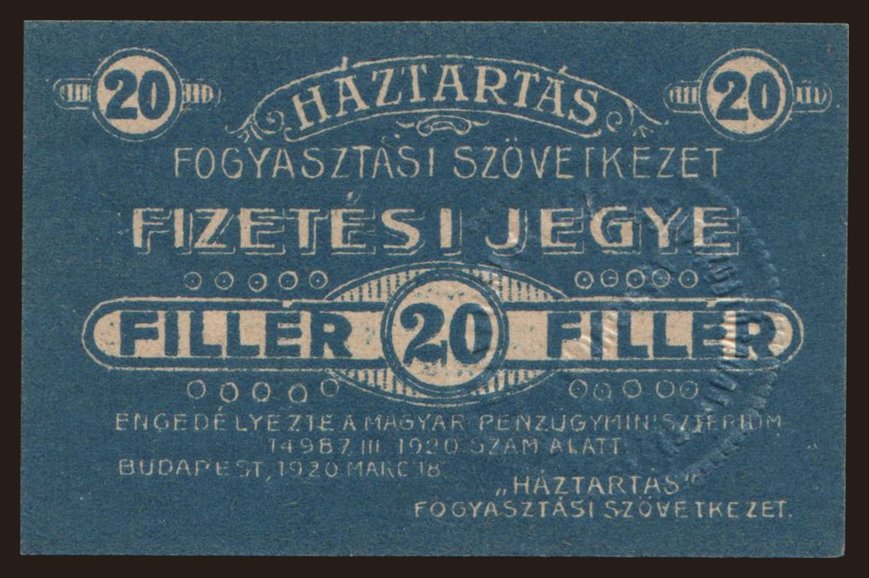 20 HÁZTARTÁS 20
FOGYASZTÁSI SZÖVETKEZET
FIZETÉSI JEGYE
FILLÉR 20 FILLÉR
ENGEDÉLYEZTE A MAGYAR PÉNZÜGYMINISZTÉRIUM
14987. III 1920. SZÁM ALATT
BUDAPEST, 1920. MÁRC 18
„HÁZTARTÁS”
FOGYASZTÁSI SZÖVETKEZET.